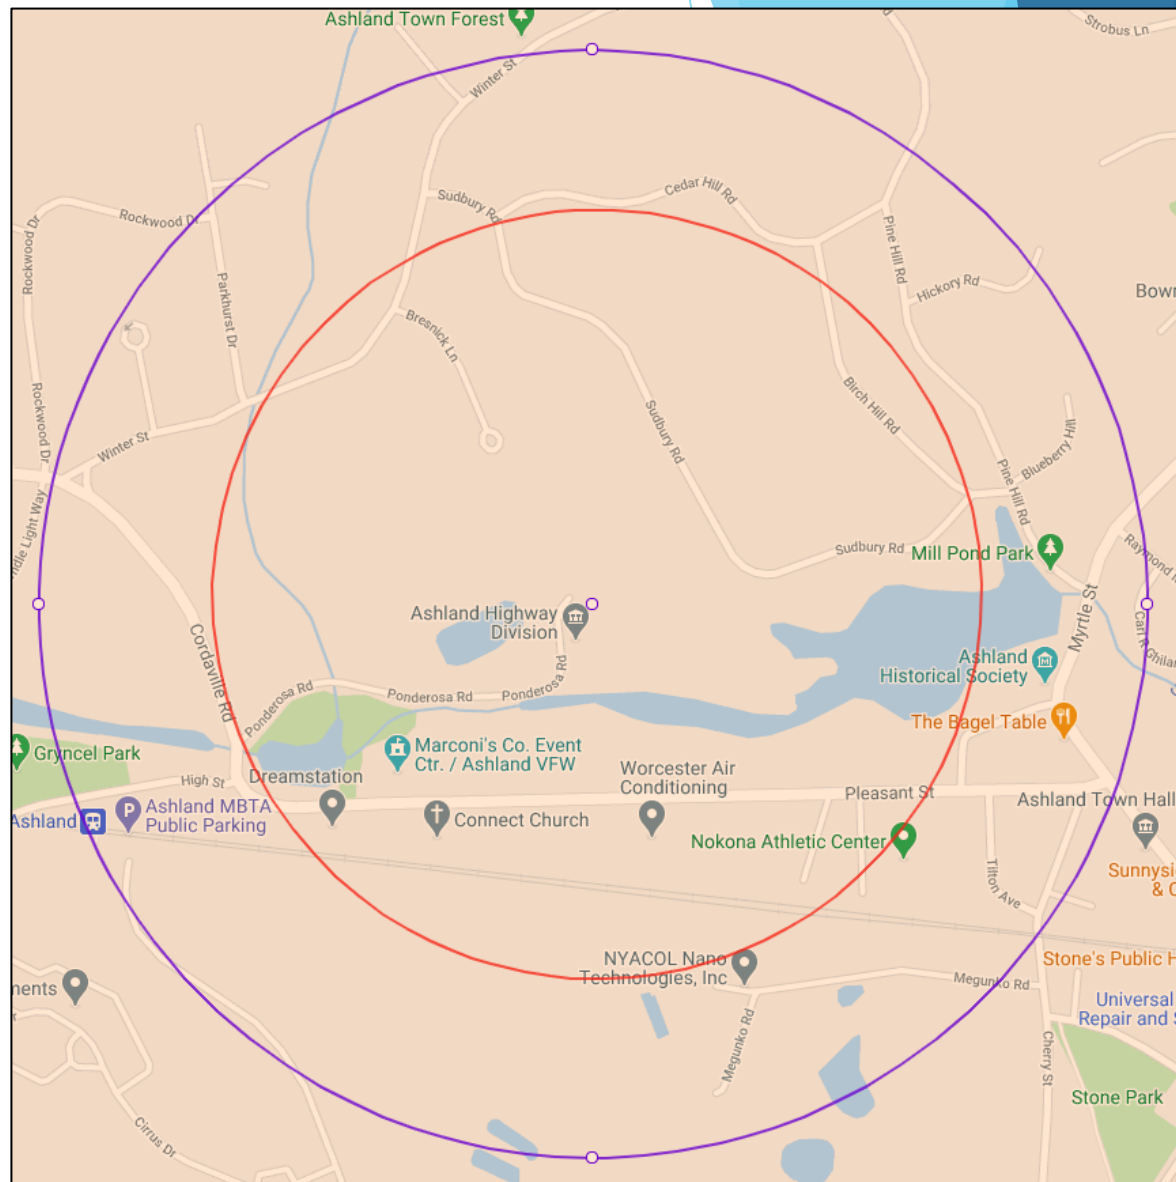 Ashland Town Forest
Strobus Ln
Winter St
Cedar Hill Rd
Sudbury Rd
Rockwood Dr
Rockwood Dr
Pine Hill Rd
Parkhurst Dr
Hickory Rd
Bresnick Ln
Birch Hill Rd
Rockwood Dr
Sudbury Rd
Winter St
Blueberry Hill
Pine Hill Rd
Light Way
Sudbury Rd
Mill Pond Park
Raymond
Ashland Highway
Division
Myrtle St
Carl R Ghilani
Cordaville Rd
Ashland
Historical Society
Ponderosa Rd
Ponderosa Rd
Ponderosa Rd
The Bagel Table
Gryncel Park
Marconi's Co. Event
Ctr. / Ashland VFW
High St
Dreamstation
Worcester Air
Conditioning
Pleasant St
Ashland Town Hall
Ashland
P
Ashland MBTA
Public Parking
Connect Church
Nokona Athletic Center
Tilton Ave
NYACOL Nano
Technologies, Inc
Stone's Public
Megunko Rd
Universal
Repair and
Megunko Rd
Cherry St
Stone Park
Cirrus Dr